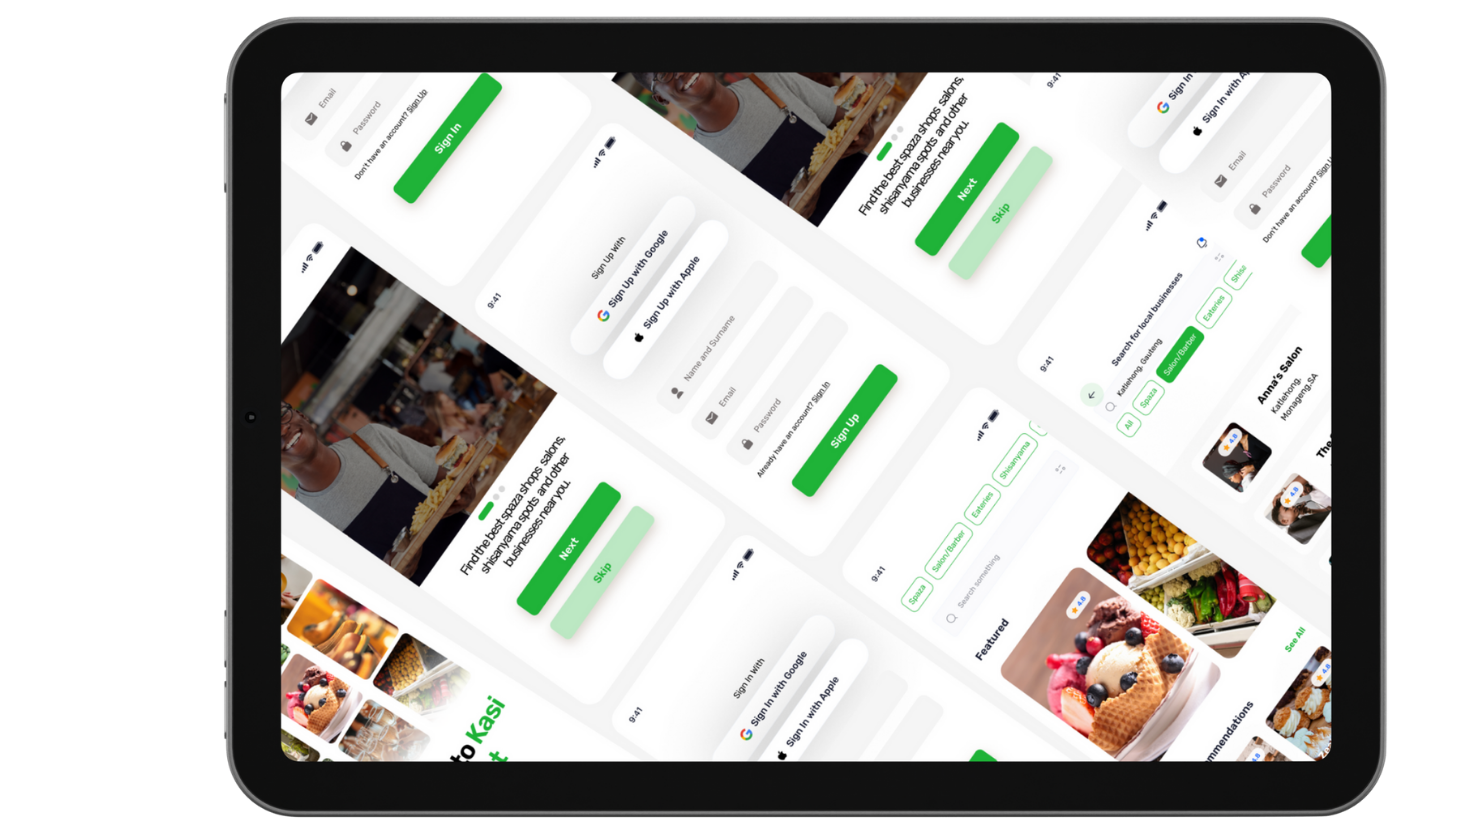 Email
Password
Don't have an account? Sign Up
Sign In
9:41
Sign Up With
Sign Up with Google
Sign Up with Apple
Name and Surname
Email
Password
Already have an account? Sign In
Sign Up
Find the best spaza shops salons,
shisanyama spots and other
businesses near you.
Next
Skip
9:41
Sign In
Sign In with
Email
Password
Don't have an account? Sign
Find the best spaza shops salons,
shisanyama spots and other
businesses near you.
Next
Skip
to Kasi
9:41
Sign In With
Sign In with Google
Sign In with Apple
9:41
Spaza
Salon/Barber
Eateries
Shisanyama
Search something
Featured
4.8
See All
4.8
4.8
9:41
Search for local businesses
Katlehong, Gauteng
All
Spaza
Salon/Barber
Eateries
4.8
Anna's Salon
Katlehong,
Monageng,SA
4.8
The